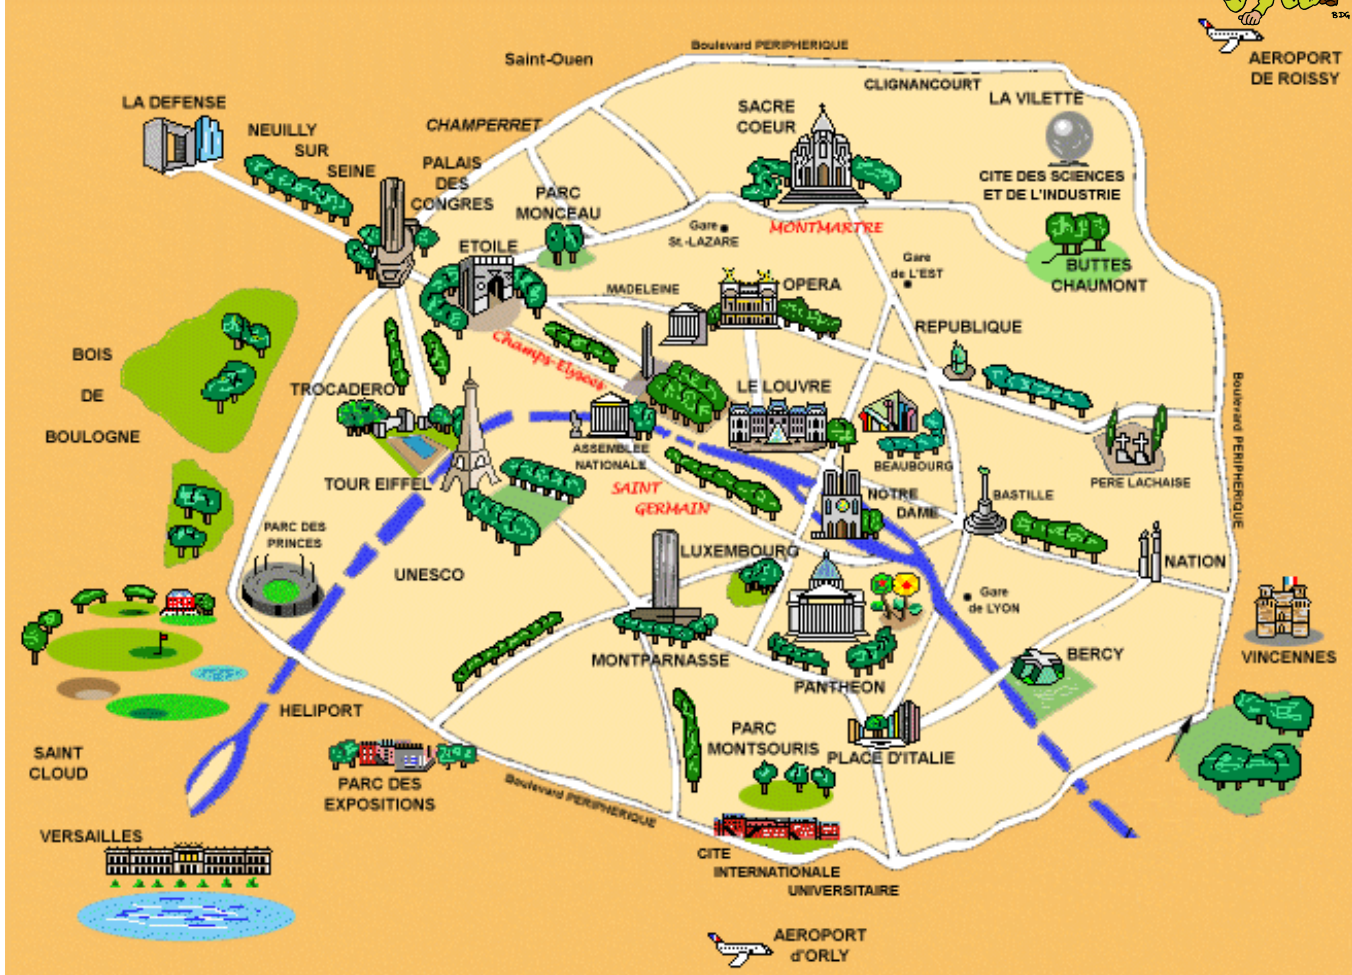 BDG
Boulevard PERIPHERIQUE
Saint-Ouen
AEROPORT
DE ROISSY
CLIGNANCOURT
LA VILETTE
LA DEFENSE
SACRE
COEUR
NEUILLY
SUR
SEINE
CHAMPERRET
PALAIS
DES
CONGRES
PARC
MONCEAU
CITE DES SCIENCES
ET DE L'INDUSTRIE
Gare
St.-LAZARE
MONTMARTRE
ETOILE
Gare
de L'EST
BUTTES
CHAUMONT
MADELEINE
OPERA
REPUBLIQUE
BOIS
DE
BOULOGNE
Champs-Elysees
TROCADERO
LE LOUVRE
Boulevard PERIPHERIQUE
ASSEMBLEE
NATIONALE
BEAUBOURG
PERE LACHAISE
TOUR EIFFEL
SAINT
GERMAIN
NOTRE
DAME
BASTILLE
PARC DES
PRINCES
UNESCO
LUXEMBOURG
NATION
Gare
de LYON
MONTPARNASSE
BERCY
VINCENNES
PANTHEON
HELIPORT
SAINT
CLOUD
PARC
MONTSOURIS
PLACE D'ITALIE
PARC DES
EXPOSITIONS
Boulevard PERIPHERIQUE
VERSAILLES
CITE
INTERNATIONALE
UNIVERSITAIRE
AEROPORT
d'ORLY